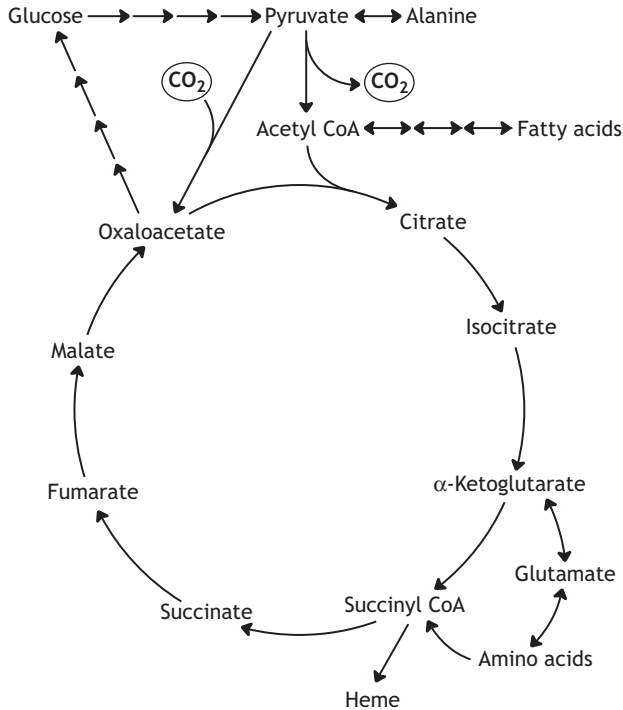 Glucose Pyruvate Alanine
CO2 CO2
Acetyl CoA Fatty acids
Oxaloacetate Citrate
Isocitrate
Malate
α-Ketoglutarate
Fumarate
Glutamate
Succinate Succinyl CoA
Amino acids
Heme